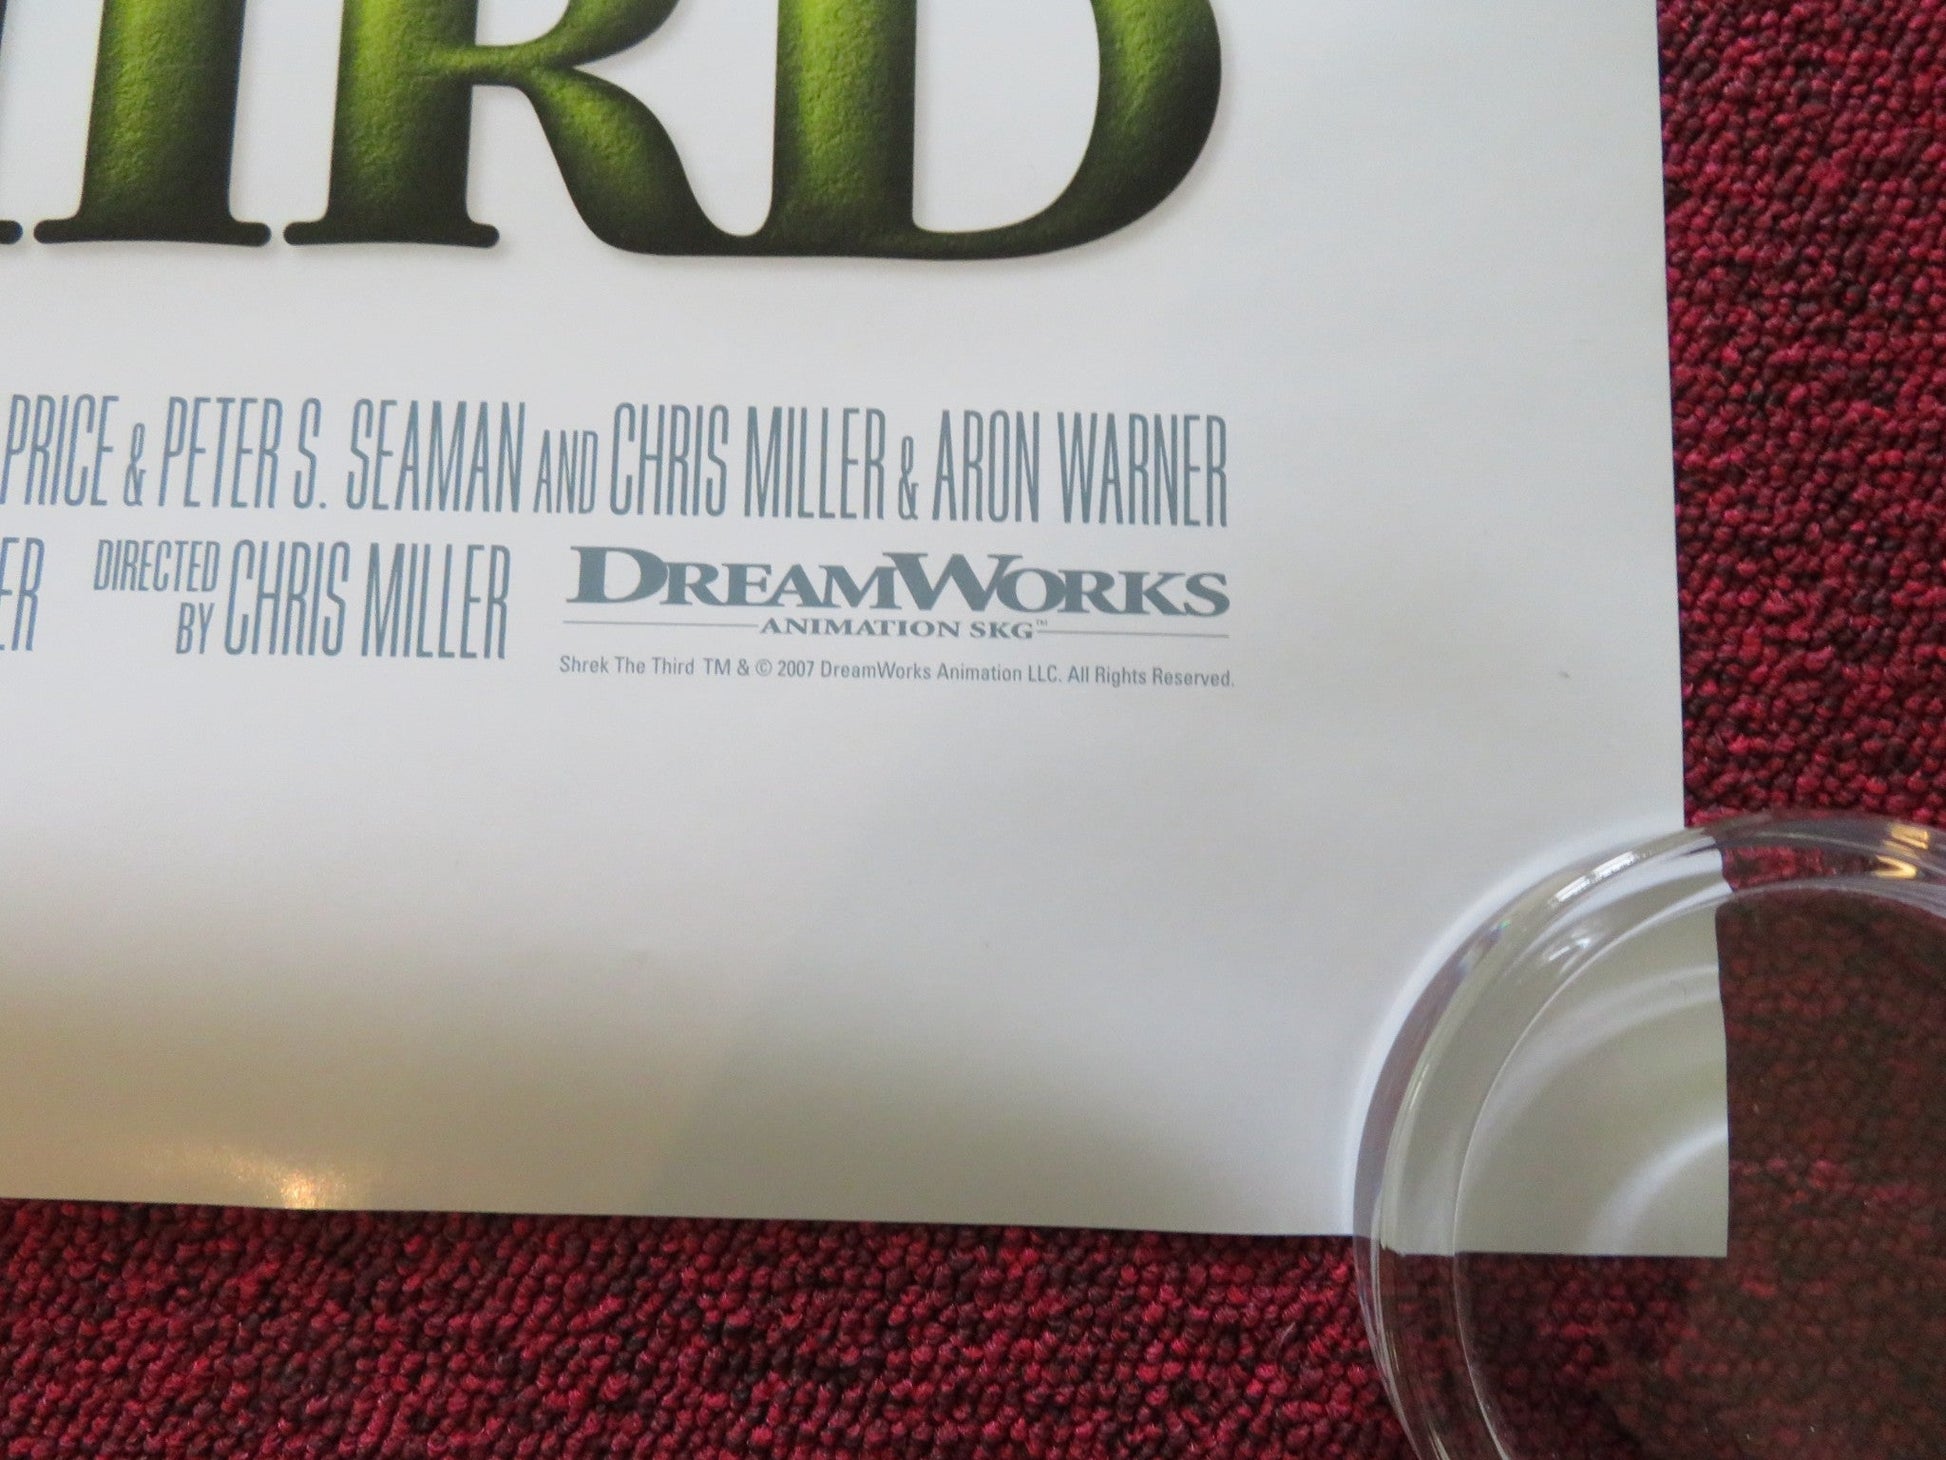 IRD
PRICE & PETER S. SEAMAN AND CHRIS MILLER & ARON WARNER
ER DIRECTED BY CHRIS MILLER
DREAMWORKS
ANIMATION SKG™
Shrek The Third TM & © 2007 DreamWorks Animation LLC. All Rights Reserved.